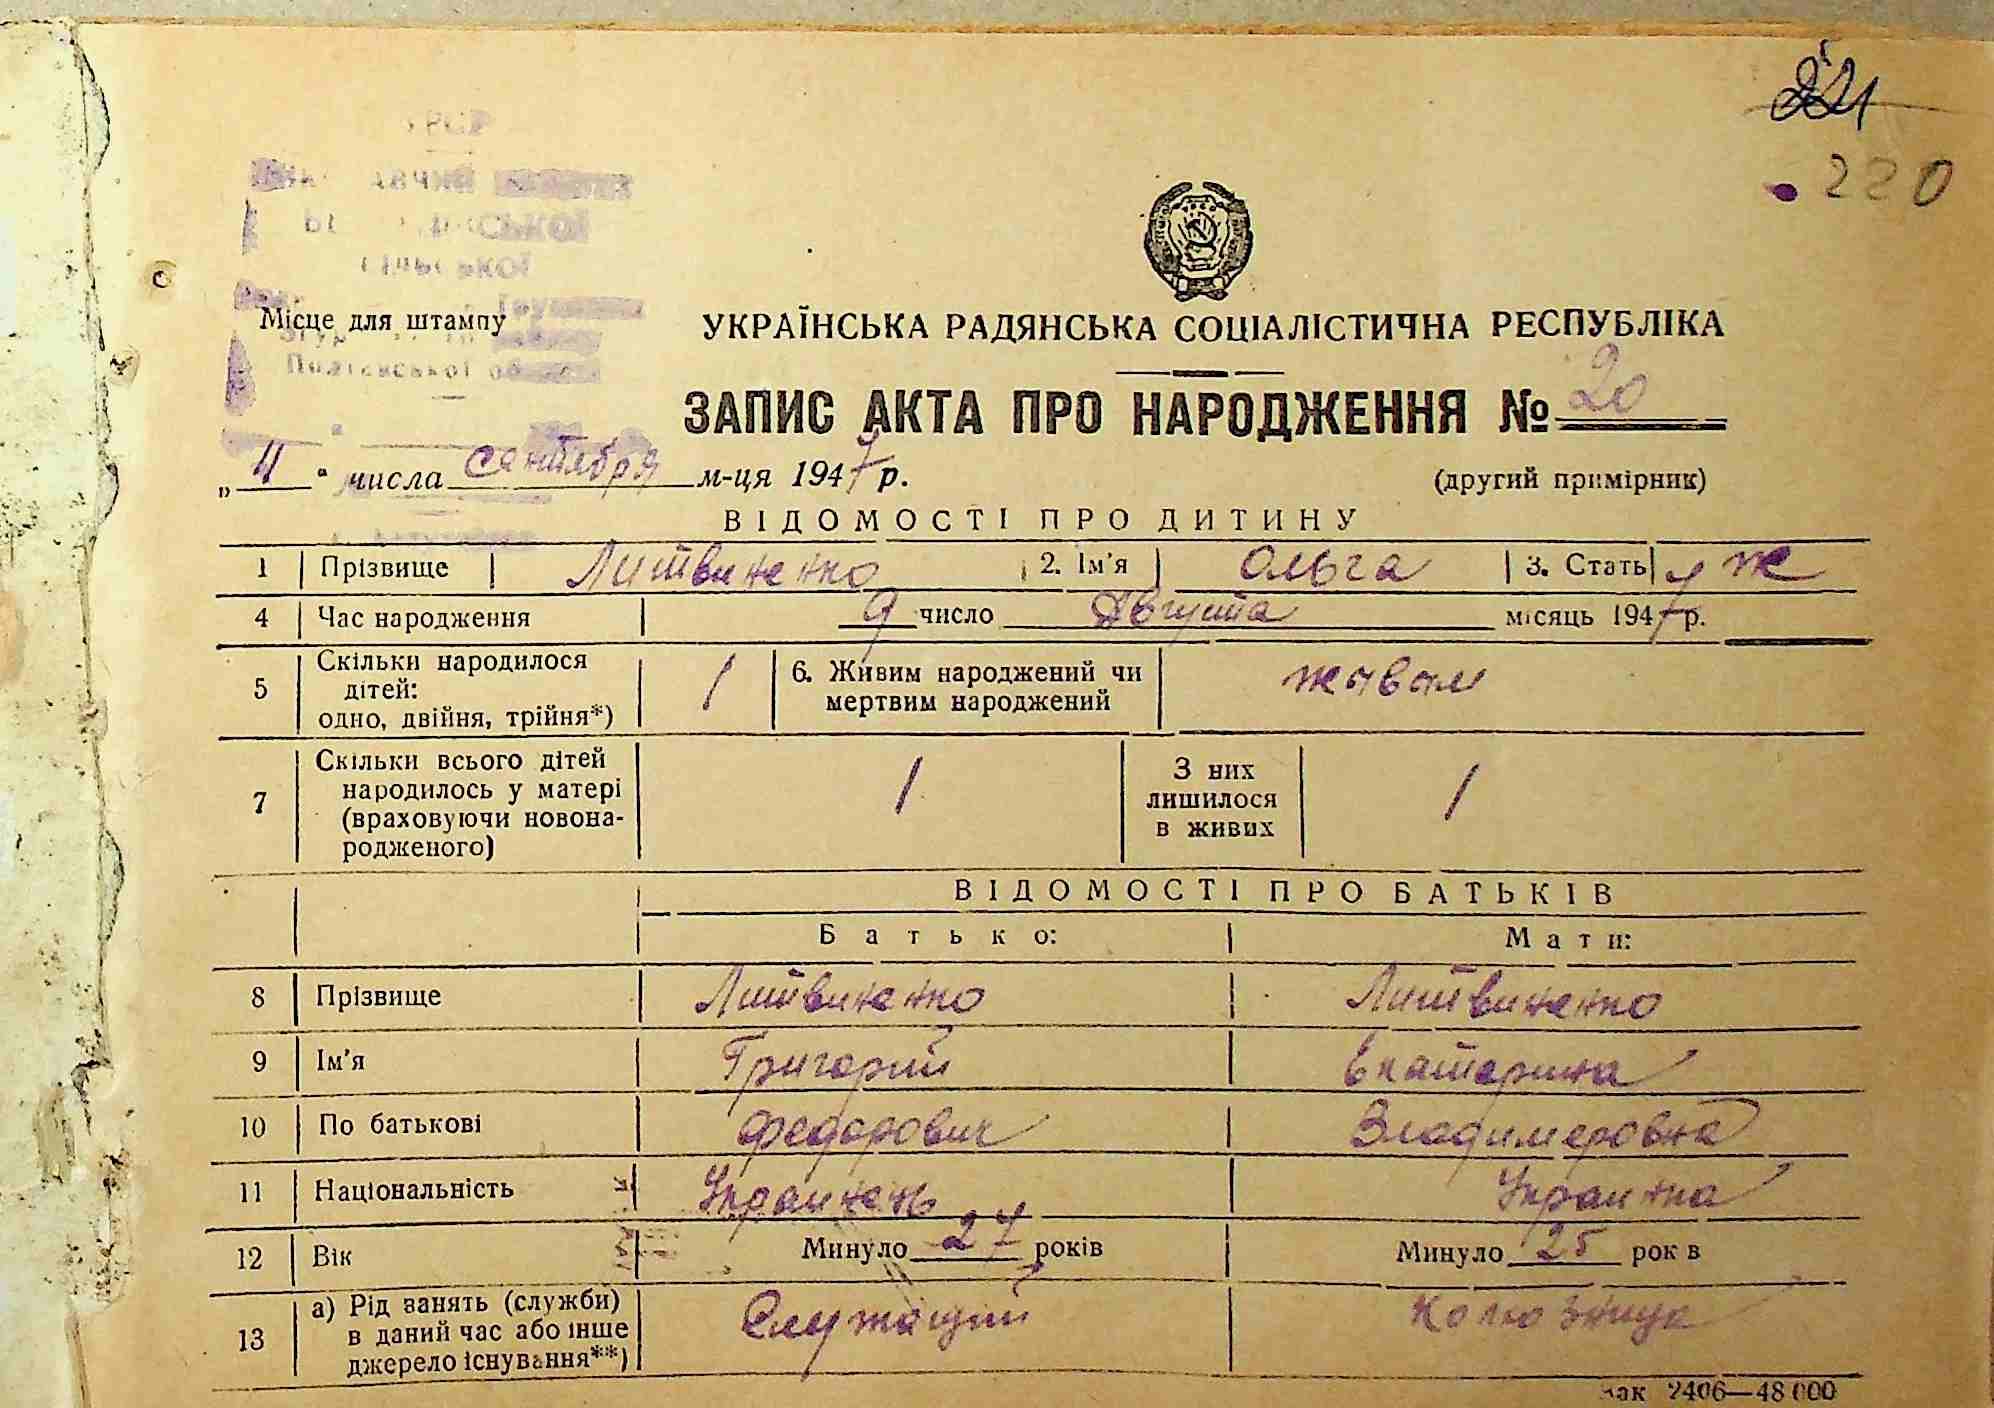 220
Місце для штампу
УКРАЇНСЬКА РАДЯНСЬКА СОЦІАЛІСТИЧНА РЕСПУБЛІКА
Полтавської області
ЗАПИС АКТА ПРО НАРОДЖЕННЯ № 20
„ 11 " числа сентября м-ця 1947 р.
(другий примірник)
ВІДОМОСТІ ПРО ДИТИНУ
1 Прізвище Литвиненко 2. Ім'я Ольга 3. Стать ж
4 Час народження 9 число Августа місяць 1947 р.
5 Скільки народилося дітей: одно, двійня, трійня*) 1 6. Живим народжений чи мертвим народжений жывым
7 Скільки всього дітей народилось у матері (враховуючи новонародженого) 1 З них лишилося в живих 1
ВІДОМОСТІ ПРО БАТЬКІВ
Батько: Мати:
8 Прізвище Литвиненко Литвиненко
9 Ім'я Григорий Екатерина
10 По батькові Федорович Владимеровна
11 Національність Украинень Украинка
12 Вік Минуло 27 років Минуло 25 рок в
13 а) Рід занять (служби) в даний час або інше джерело існування**) Служащий Колхозница
зак 2406—48 000